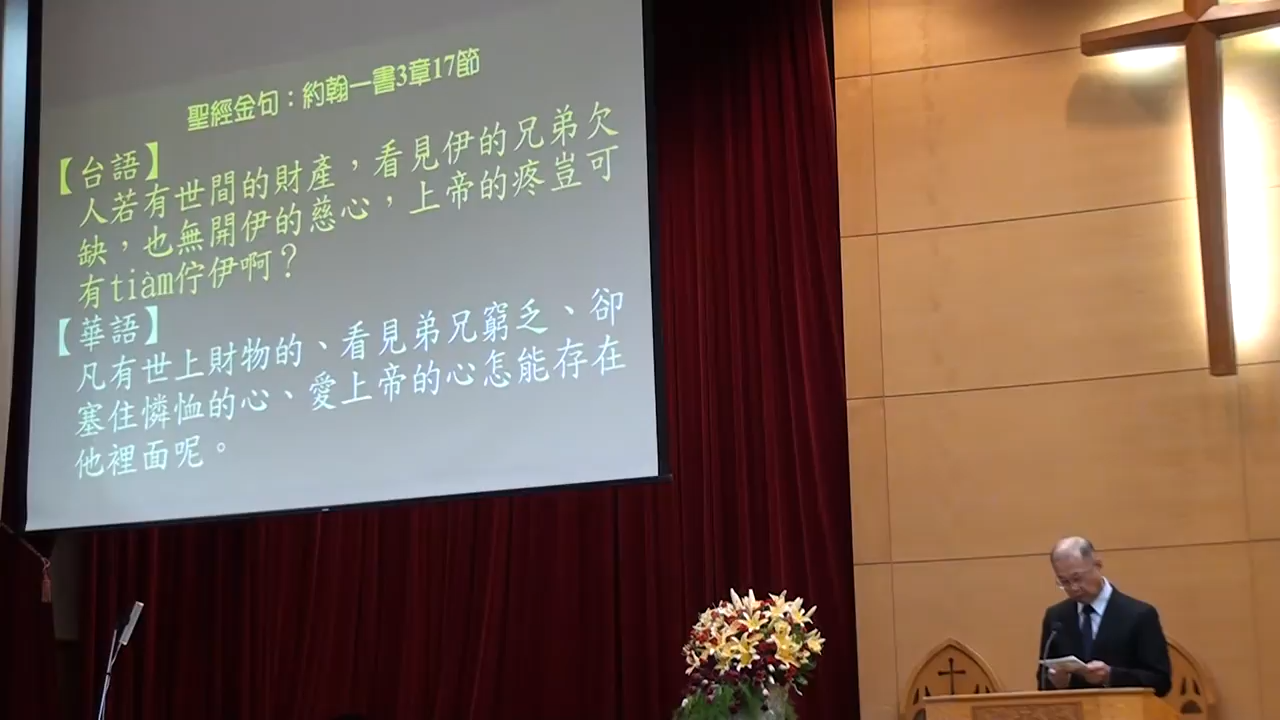 聖經金句：約翰一書3章17節
【台語】
人若有世間的財產，看見伊的兄弟欠
缺，也無開伊的慈心，上帝的疼豈可
有tiàm佇伊啊？
【華語】
凡有世上財物的、看見弟兄窮乏、卻
塞住憐恤的心、愛上帝的心怎能存在
他裡面呢。